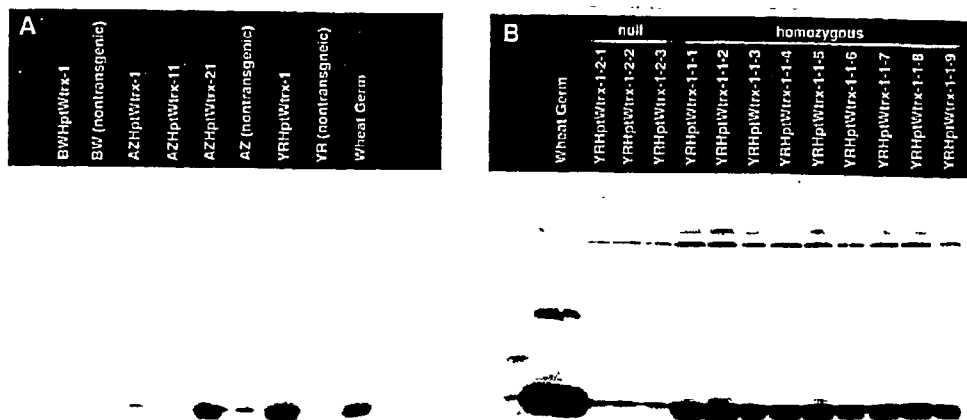 A
BWHptWtrx-1
BW (nontransgenic)
AZHptWtrx-1
AZHptWtrx-11
AZHptWtrx-21
AZ (nontransgenic)
YRHptWtrx-1
YR (nontransgneic)
Wheat Germ
B
null
homozygous
Wheat Germ
YRHptWtrx-1-2-1
YRHptWtrx-1-2-2
YRHptWtrx-1-2-3
YRHptWtrx-1-1-1
YRHptWtrx-1-1-2
YRHptWtrx-1-1-3
YRHptWtrx-1-1-4
YRHptWtrx-1-1-5
YRHptWtrx-1-1-6
YRHptWtrx-1-1-7
YRHptWtrx-1-1-8
YRHptWtrx-1-1-9